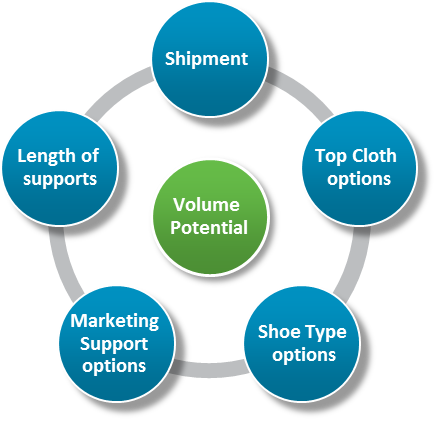 Shipment
Top Cloth
options
Shoe Type
options
Marketing
Support
options
Length of
supports
Volume
Potential